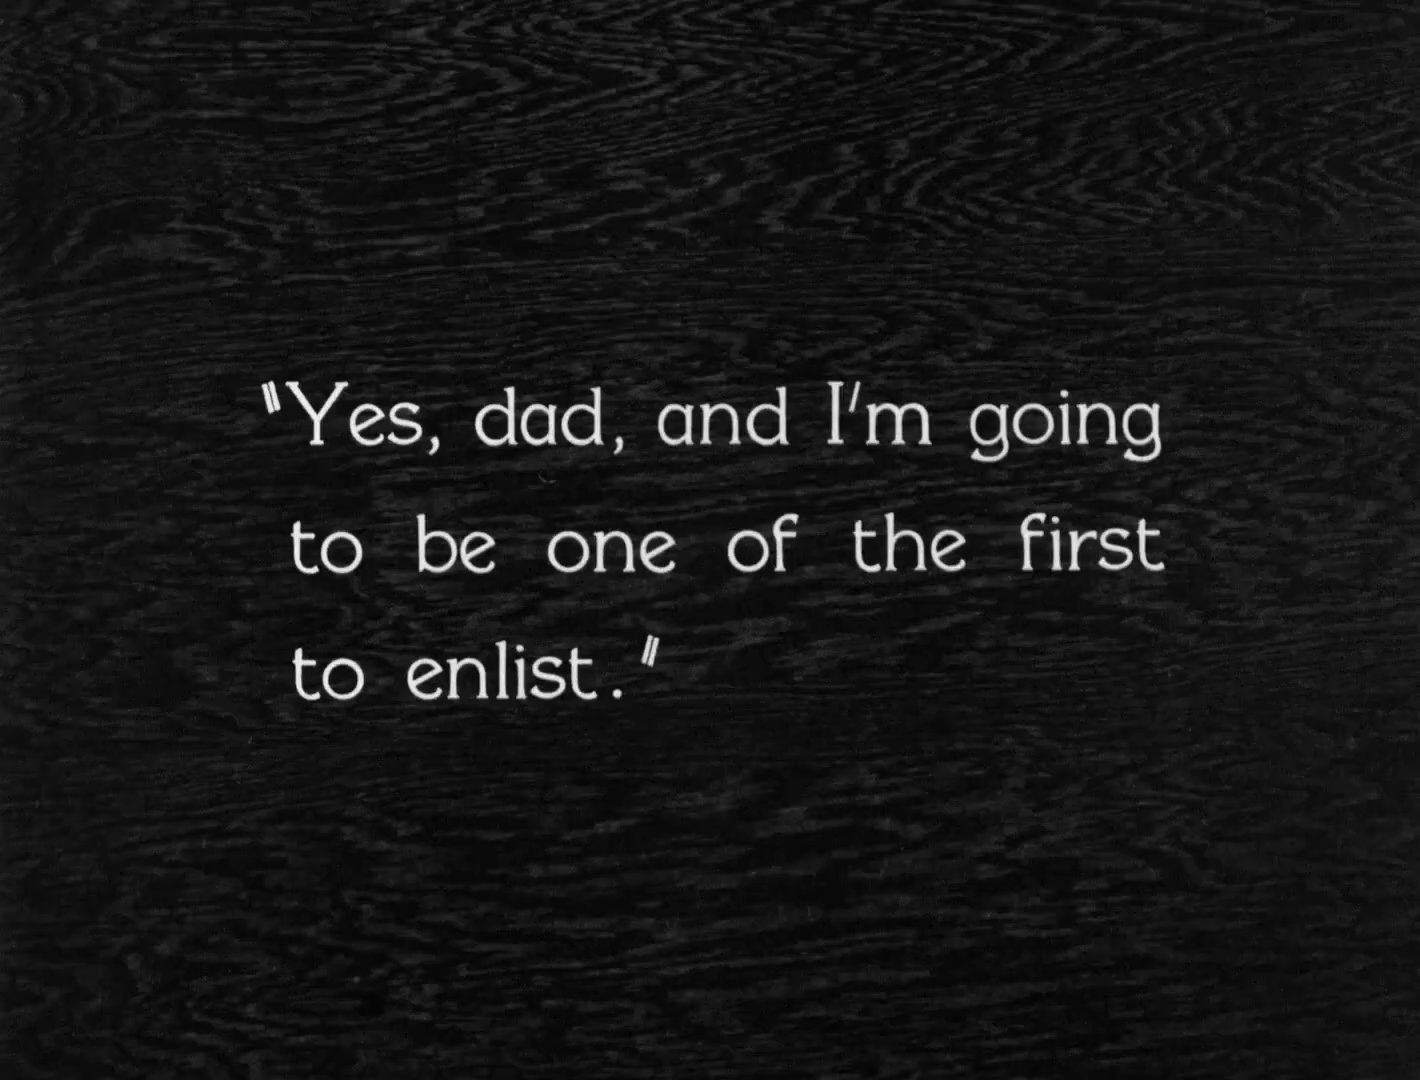 "Yes, dad, and I'm going
to be one of the first
to enlist."